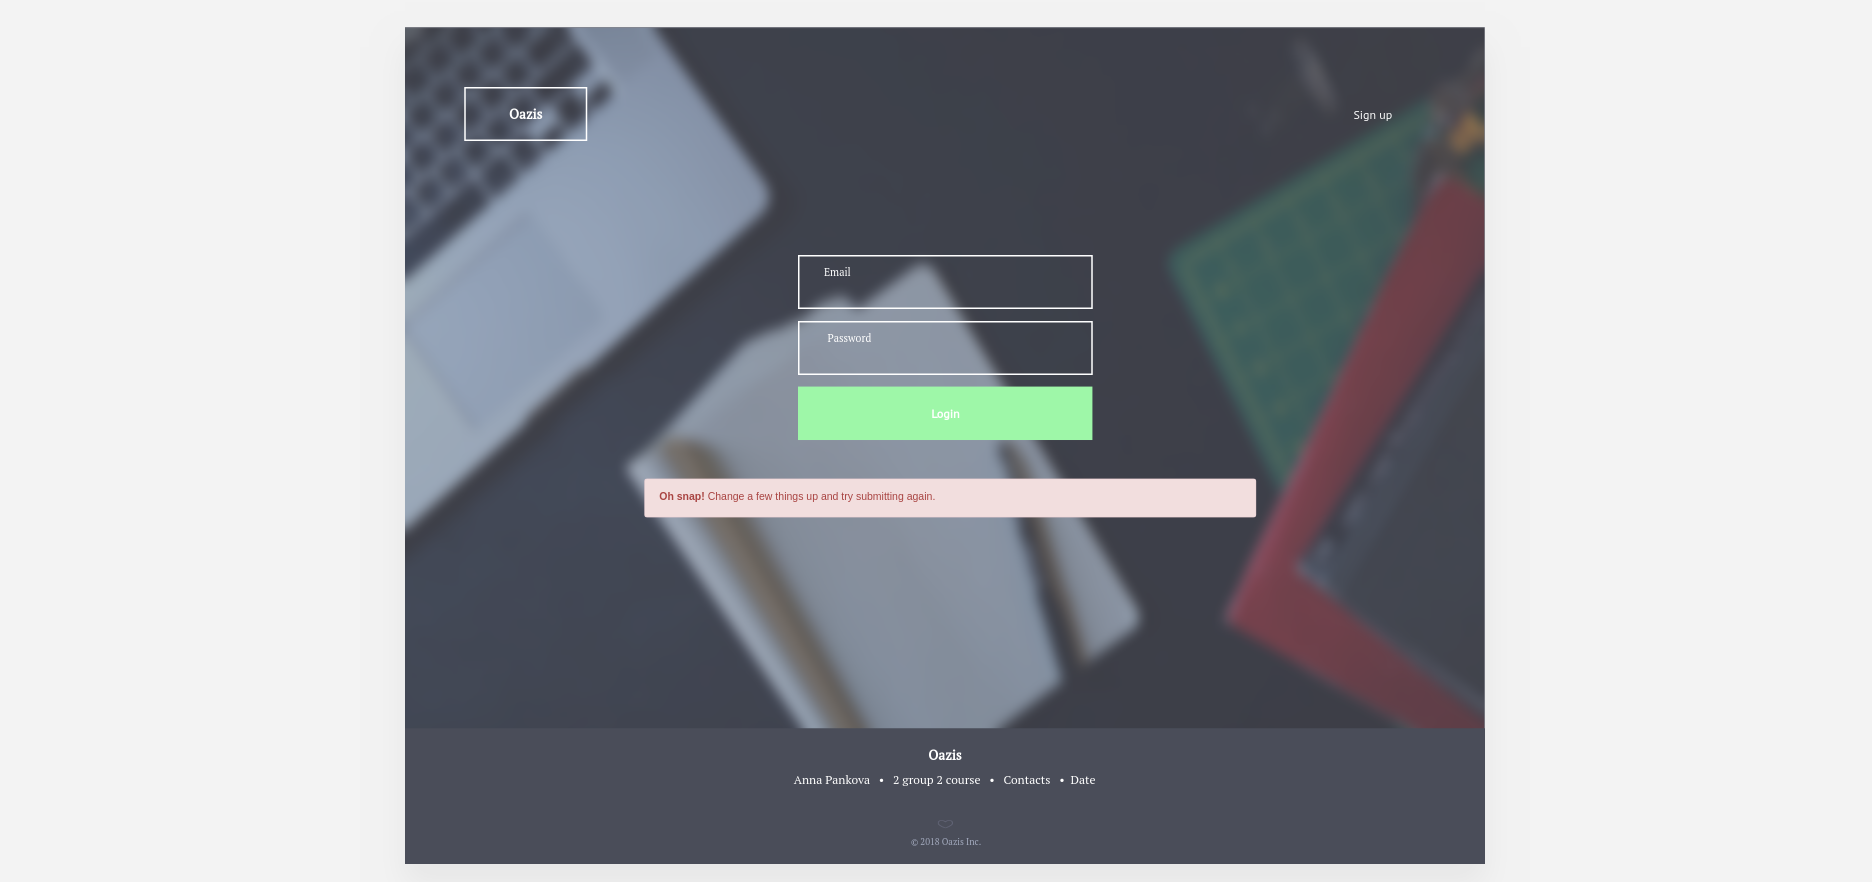 Oazis
Sign up
Email
Password
Login
Oh snap! Change a few things up and try submitting again.
Oazis
Anna Pankova • 2 group 2 course • Contacts • Date
© 2018 Oazis Inc.